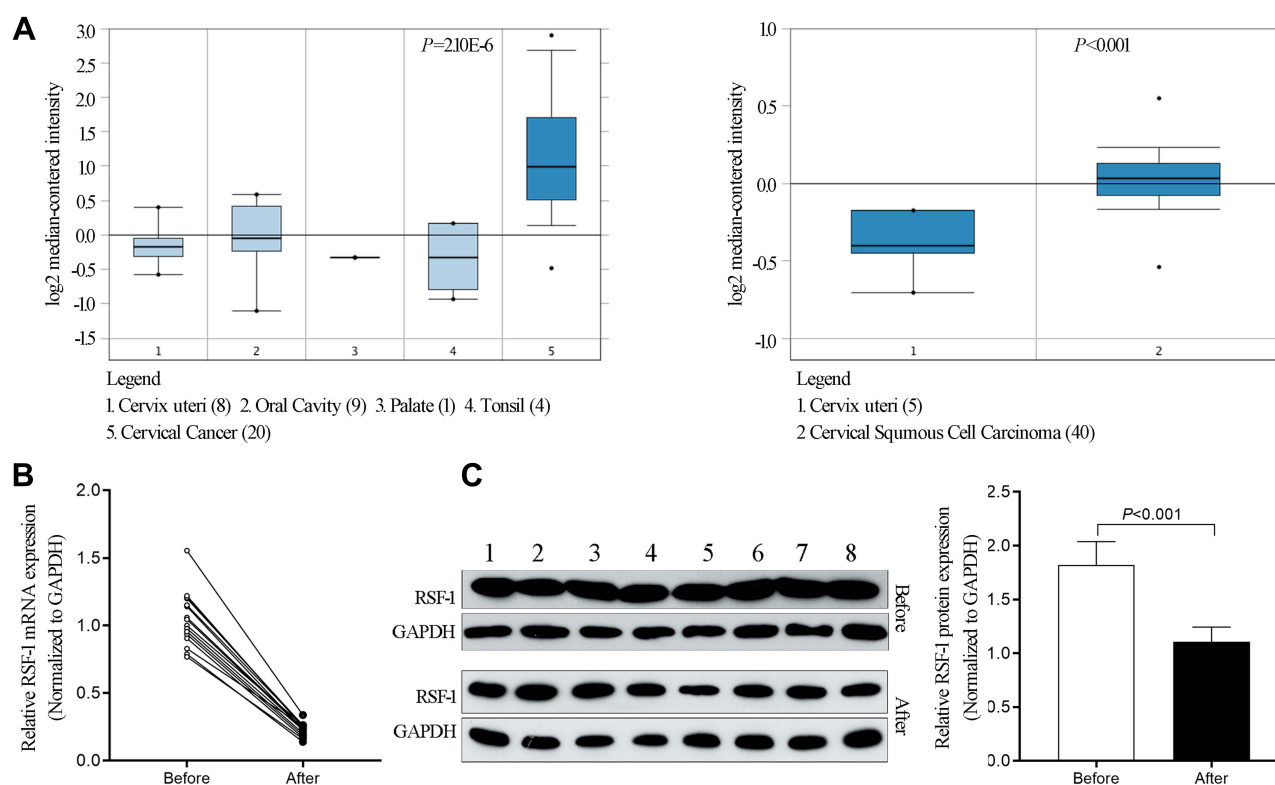 A
log2 median-contered intensity
3.0
2.5
2.0
1.5
1.0
0.5
0.0
-0.5
-1.0
-1.5
P=2.10E-6
1 2 3 4 5
Legend
1. Cervix uteri (8) 2. Oral Cavity (9) 3. Palate (1) 4. Tonsil (4)
5. Cervical Cancer (20)
log2 median-contered intensity
1.0
0.5
0.0
-0.5
-1.0
P<0.001
1 2
Legend
1. Cervix uteri (5)
2 Cervical Squmous Cell Carcinoma (40)
B
Relative RSF-1 mRNA expression
(Normalized to GAPDH)
2.0
1.5
1.0
0.5
0.0
Before After
C
1 2 3 4 5 6 7 8
RSF-1
GAPDH
Before
RSF-1
GAPDH
After
Relative RSF-1 protein expression
(Normalized to GAPDH)
2.5
2.0
1.5
1.0
0.5
0.0
P<0.001
Before After